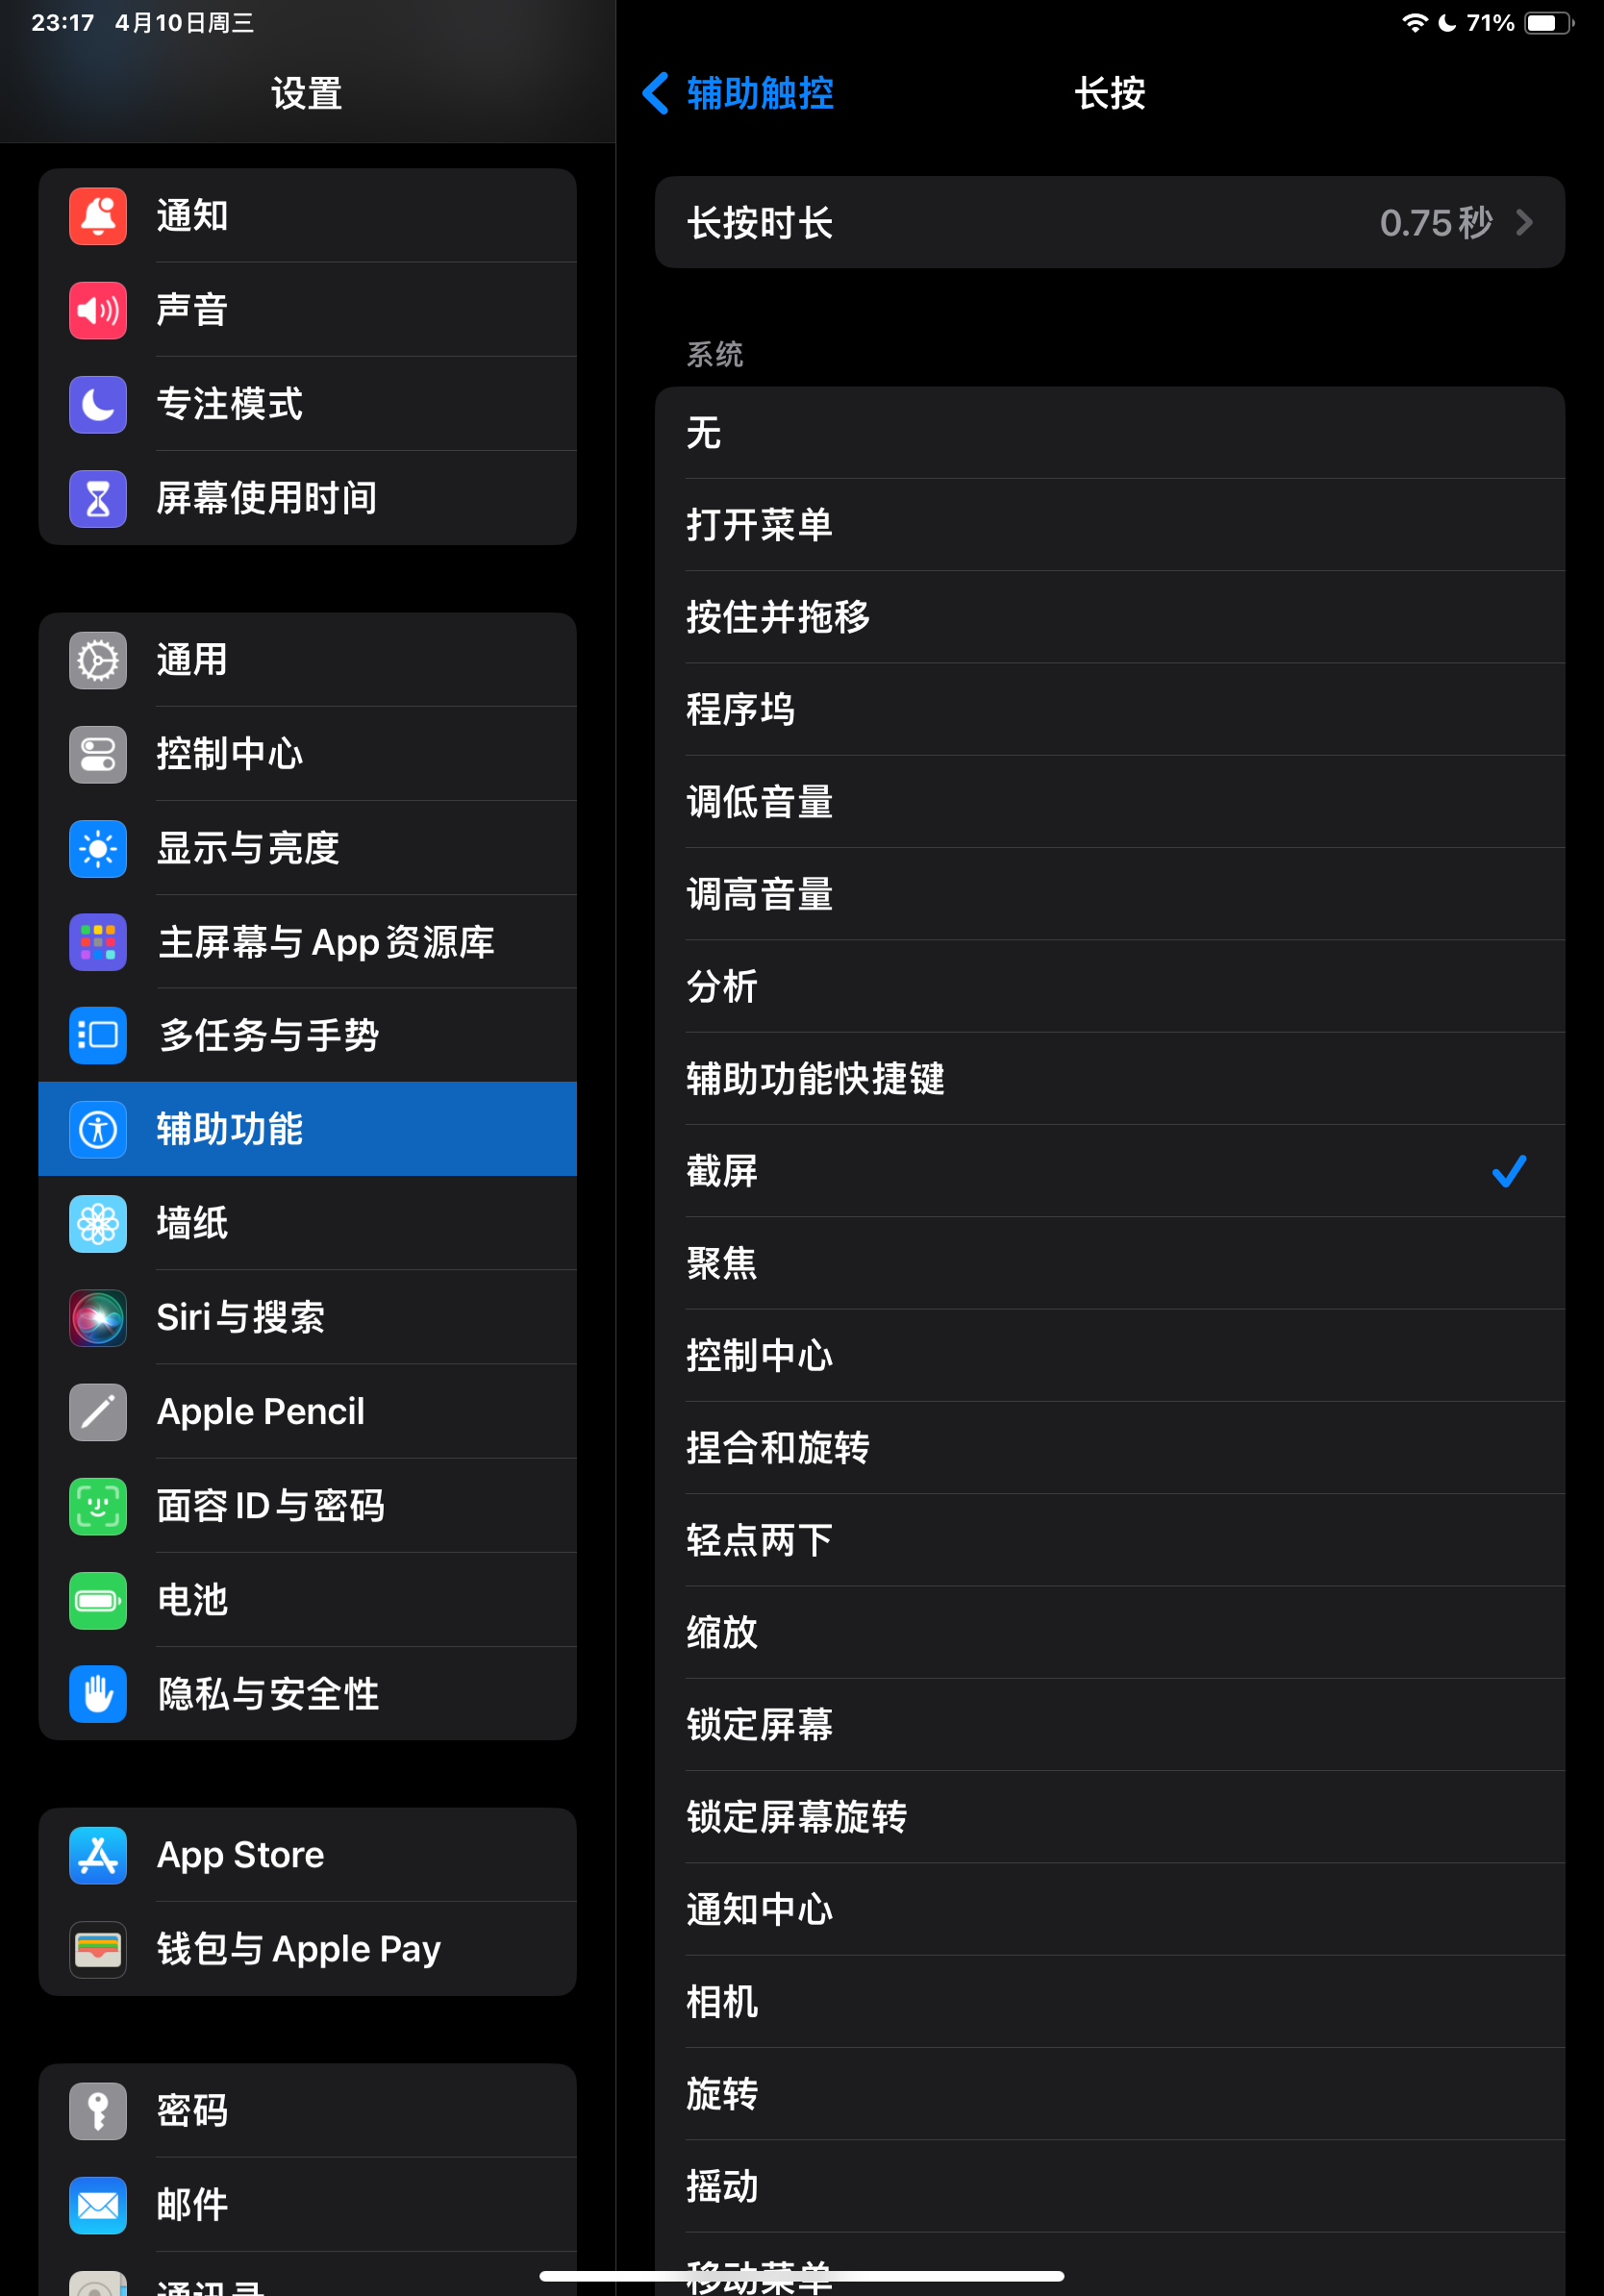 23:17 4月10日周三
71%
设置
通知
声音
专注模式
屏幕使用时间
通用
控制中心
显示与亮度
主屏幕与 App 资源库
多任务与手势
辅助功能
墙纸
Siri与搜索
Apple Pencil
面容 ID 与密码
电池
隐私与安全性
App Store
钱包与 Apple Pay
密码
邮件
通讯录
辅助触控
长按
长按时长 0.75 秒
系统
无
打开菜单
按住并拖移
程序坞
调低音量
调高音量
分析
辅助功能快捷键
截屏
聚焦
控制中心
捏合和旋转
轻点两下
缩放
锁定屏幕
锁定屏幕旋转
通知中心
相机
旋转
摇动
移动菜单